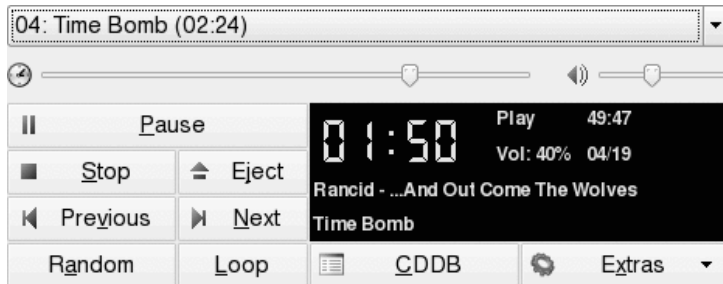 04: Time Bomb (02:24)
Pause
01:50
Play 49:47
Vol: 40% 04/19
Stop
Eject
Rancid - ...And Out Come The Wolves
Previous
Next
Time Bomb
Random
Loop
CDDB
Extras